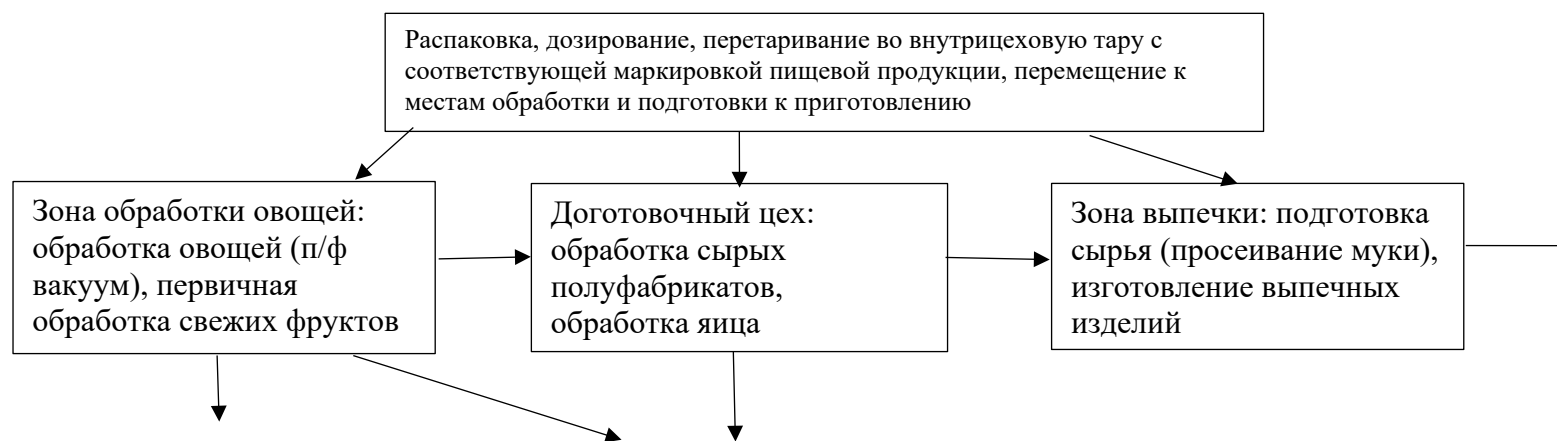 Распаковка, дозирование, перетаривание во внутрицеховую тару с
соответствующей маркировкой пищевой продукции, перемещение к
местам обработки и подготовки к приготовлению
Зона обработки овощей:
обработка овощей (п/ф
вакуум), первичная
обработка свежих фруктов
Доготовочный цех:
обработка сырых
полуфабрикатов,
обработка яица
Зона выпечки: подготовка
сырья (просеивание муки),
изготовление выпечных
изделий